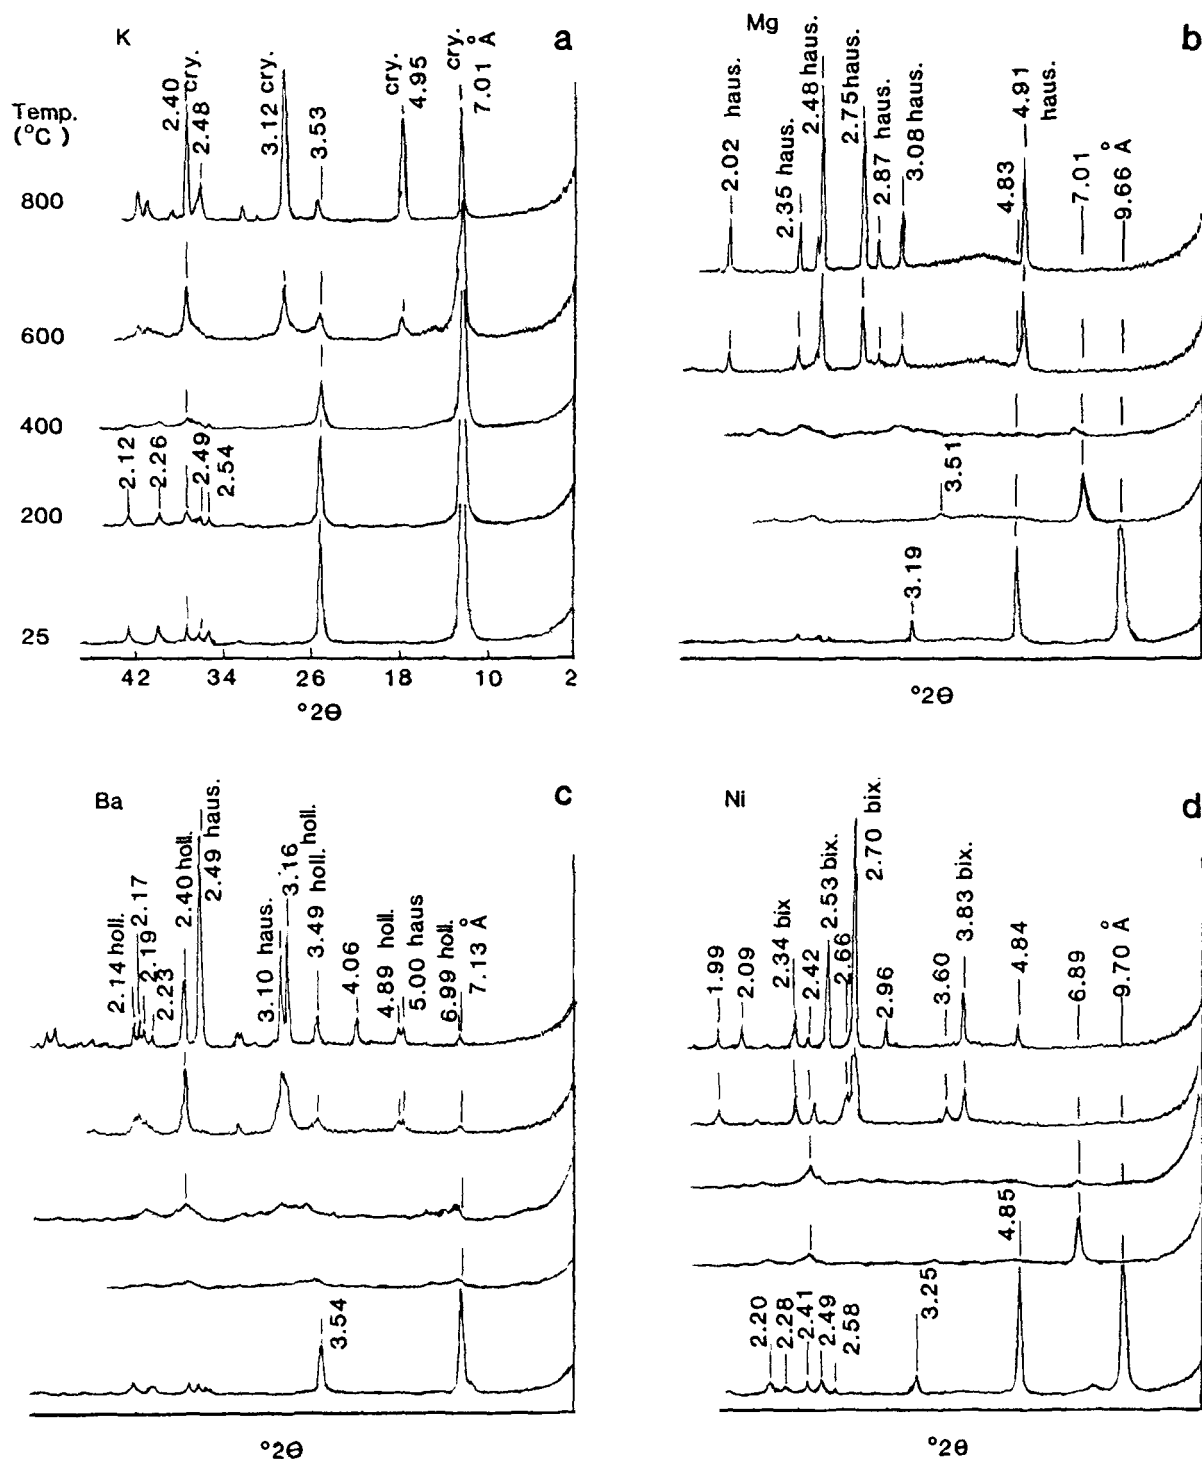 K
a
Temp.
(°C)
800
600
400
200
25
2.40
cry.
2.48
3.12 cry.
3.53
cry.
4.95
cry.
7.01 Å
2.12
2.26
2.49
2.54
42 34 26 18 10 2
°2Θ
Mg
b
2.02 haus.
2.35 haus.
2.48 haus.
2.75 haus.
2.87 haus.
3.08 haus.
4.83
4.91
haus.
7.01
9.66 Å
3.51
3.19
°2Θ
Ba
c
2.14 holl.
2.17
2.19
2.23
2.40 holl.
2.49 haus.
3.10 haus.
3.16 holl.
3.49 holl.
4.06
4.89 holl.
5.00 haus
6.99 holl.
7.13 Å
3.54
°2Θ
Ni
d
1.99
2.09
2.34 bix
2.42
2.53 bix.
2.66
2.70 bix.
2.96
3.60
3.83 bix.
4.84
6.89
9.70 Å
4.85
2.20
2.28
2.41
2.49
2.58
3.25
°2Θ